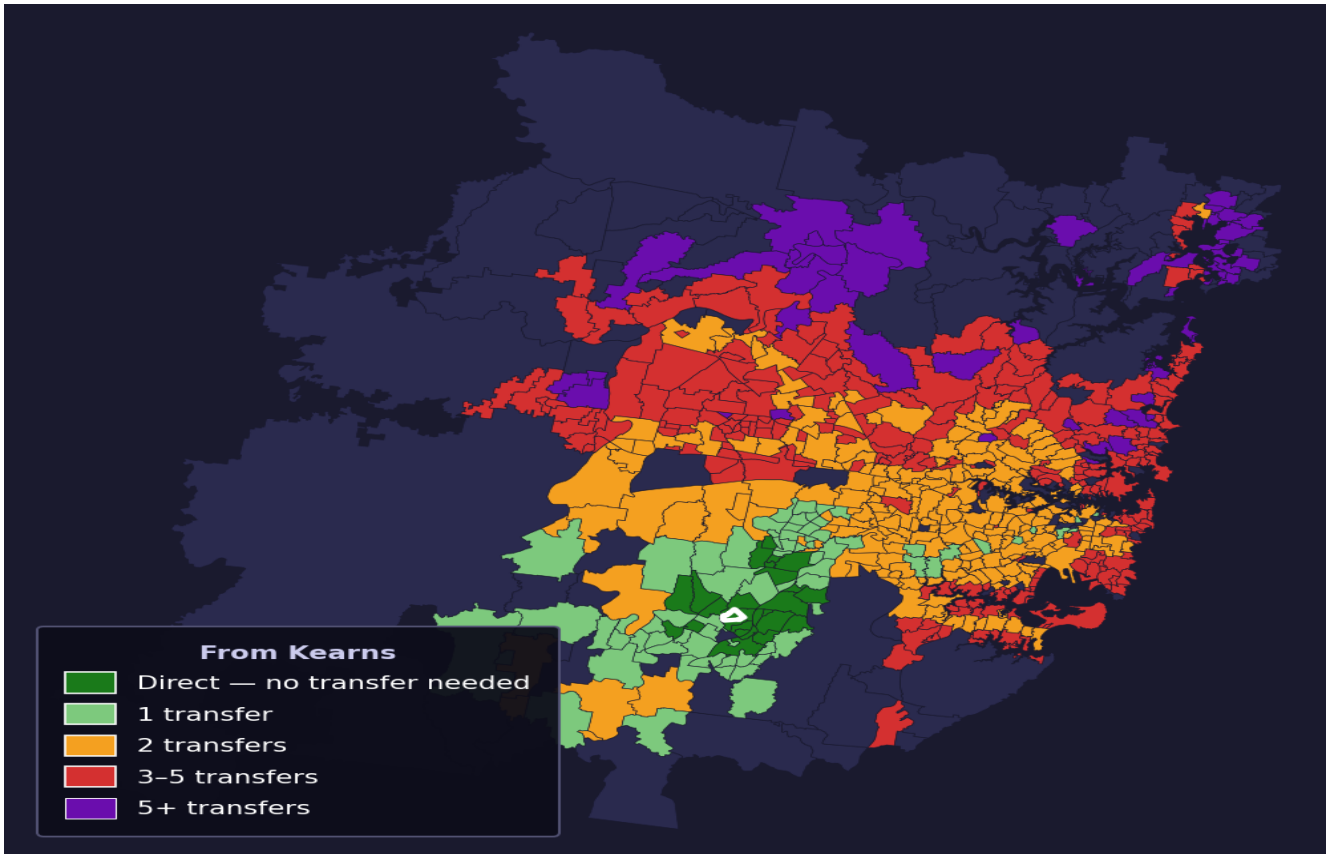 From Kearns
Direct — no transfer needed
1 transfer
2 transfers
3–5 transfers
5+ transfers